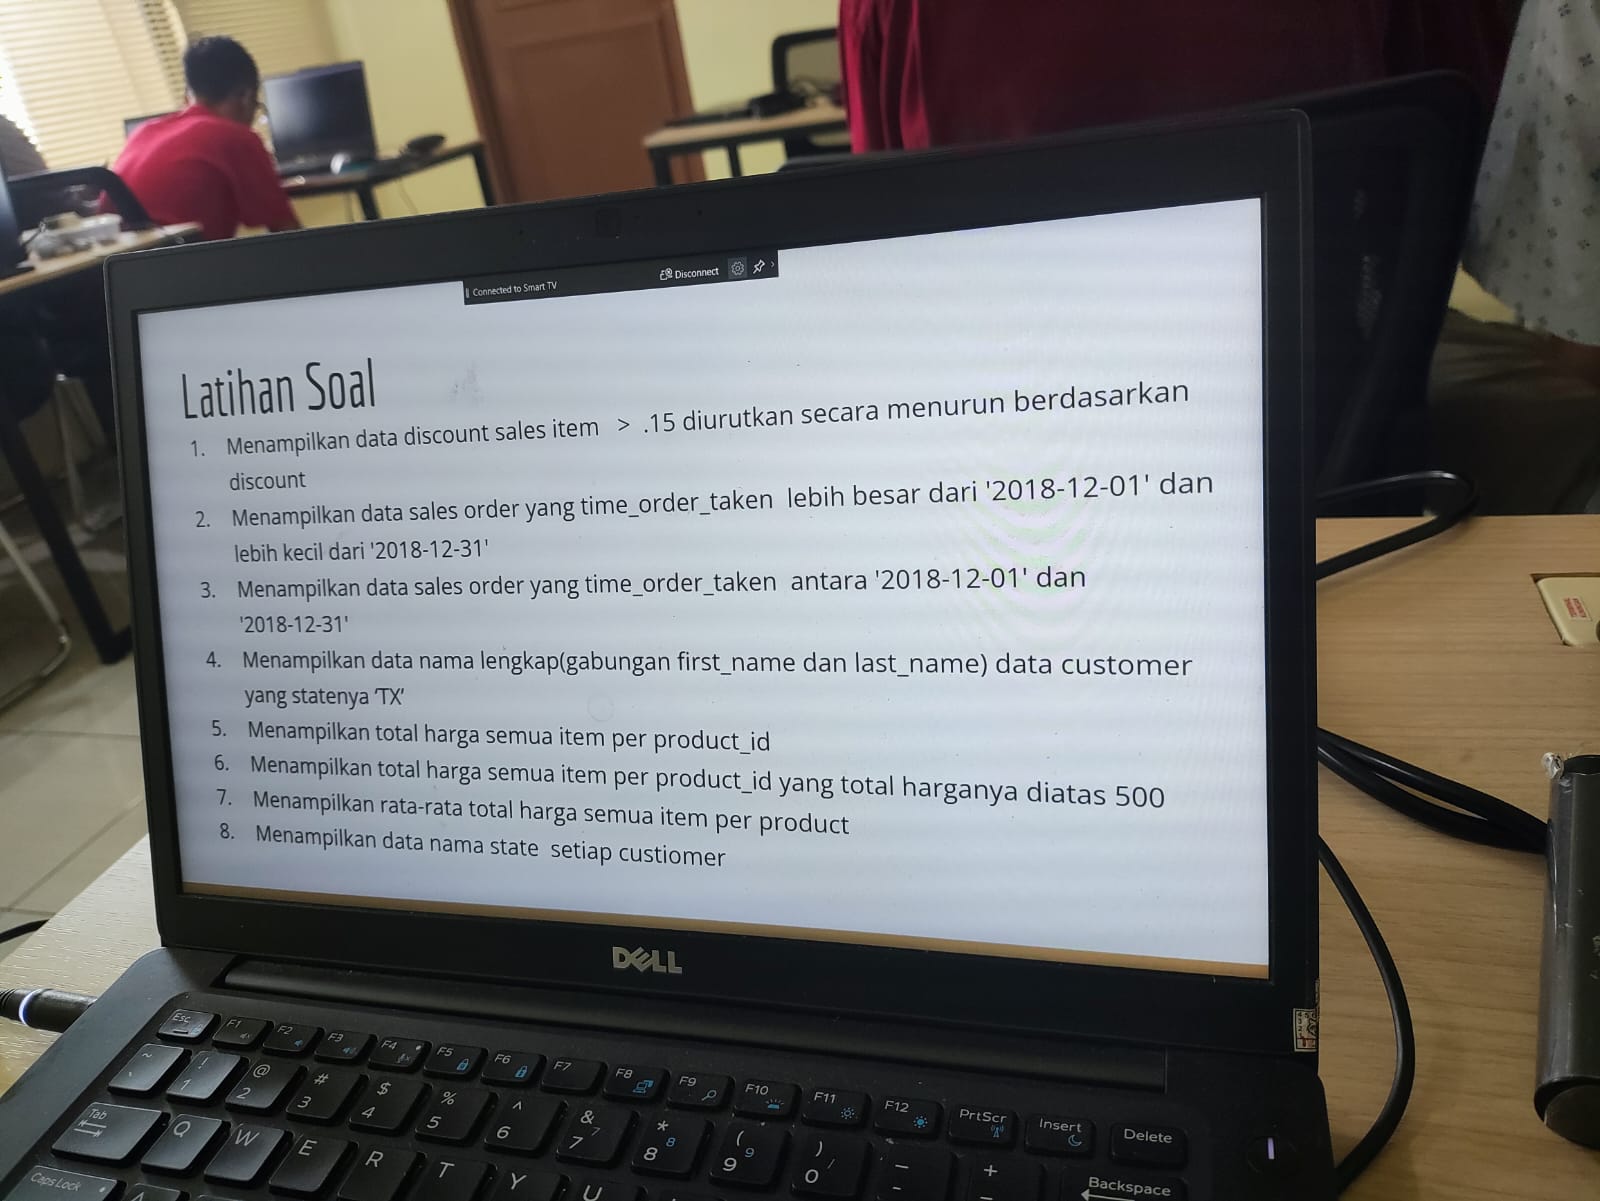 Connected to Smart TV
Disconnect
Latihan Soal
1. Menampilkan data discount sales item > .15 diurutkan secara menurun berdasarkan
discount
2. Menampilkan data sales order yang time_order_taken lebih besar dari '2018-12-01' dan
lebih kecil dari '2018-12-31'
3. Menampilkan data sales order yang time_order_taken antara '2018-12-01' dan
'2018-12-31'
4. Menampilkan data nama lengkap(gabungan first_name dan last_name) data customer
yang statenya ‘TX’
5. Menampilkan total harga semua item per product_id
6. Menampilkan total harga semua item per product_id yang total harganya diatas 500
7. Menampilkan rata-rata total harga semua item per product
8. Menampilkan data nama state setiap custiomer
DELL
Esc F1 F2 F3 F4 F5 F6 F7 F8 F9 F10 F11 F12 PrtScr Insert Delete
~ ` ! 1 @ 2 # 3 $ 4 % 5 ^ 6 & 7 7 * 8 8 ( 9 9 ) 0 / _ - + = Backspace
Tab Q W E R T Y U
Caps Lock A